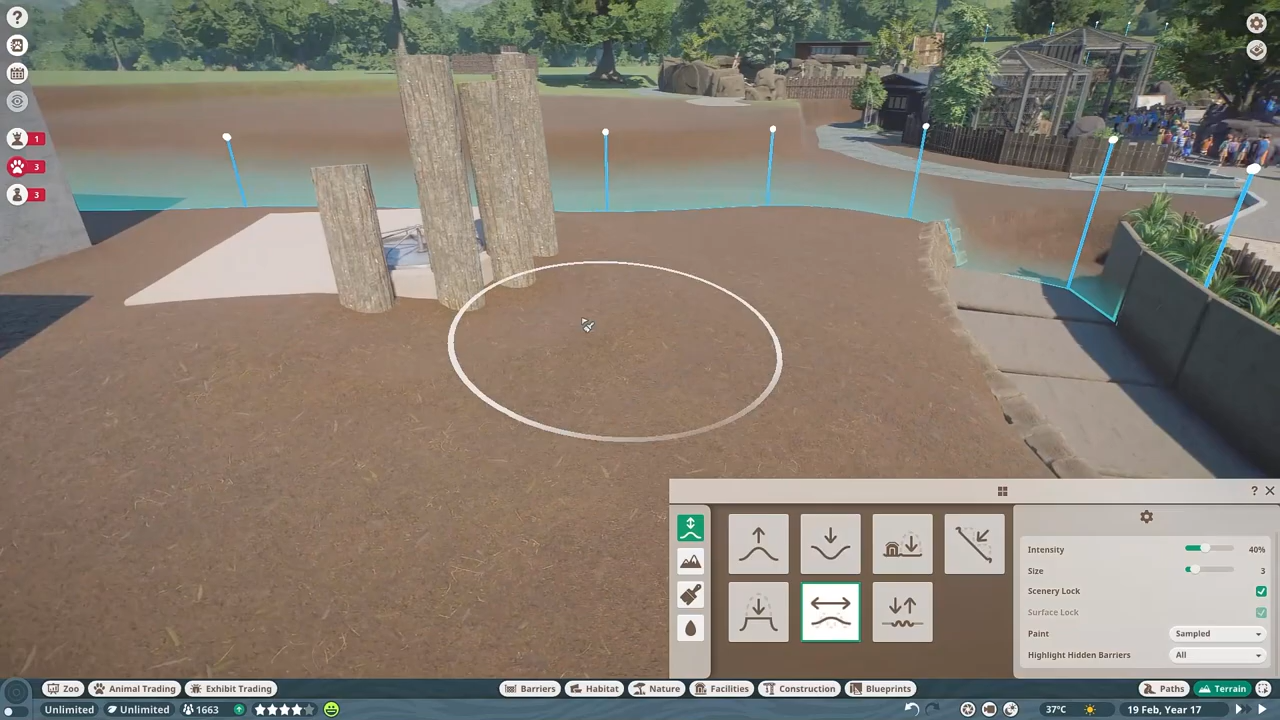 ?
1
3
3
? ×
Intensity 40%
Size 3
Scenery Lock
Surface Lock
Paint Sampled
Highlight Hidden Barriers All
Zoo Animal Trading Exhibit Trading Barriers Habitat Nature Facilities Construction Blueprints Paths Terrain
Unlimited Unlimited 1663 37°C 19 Feb, Year 17